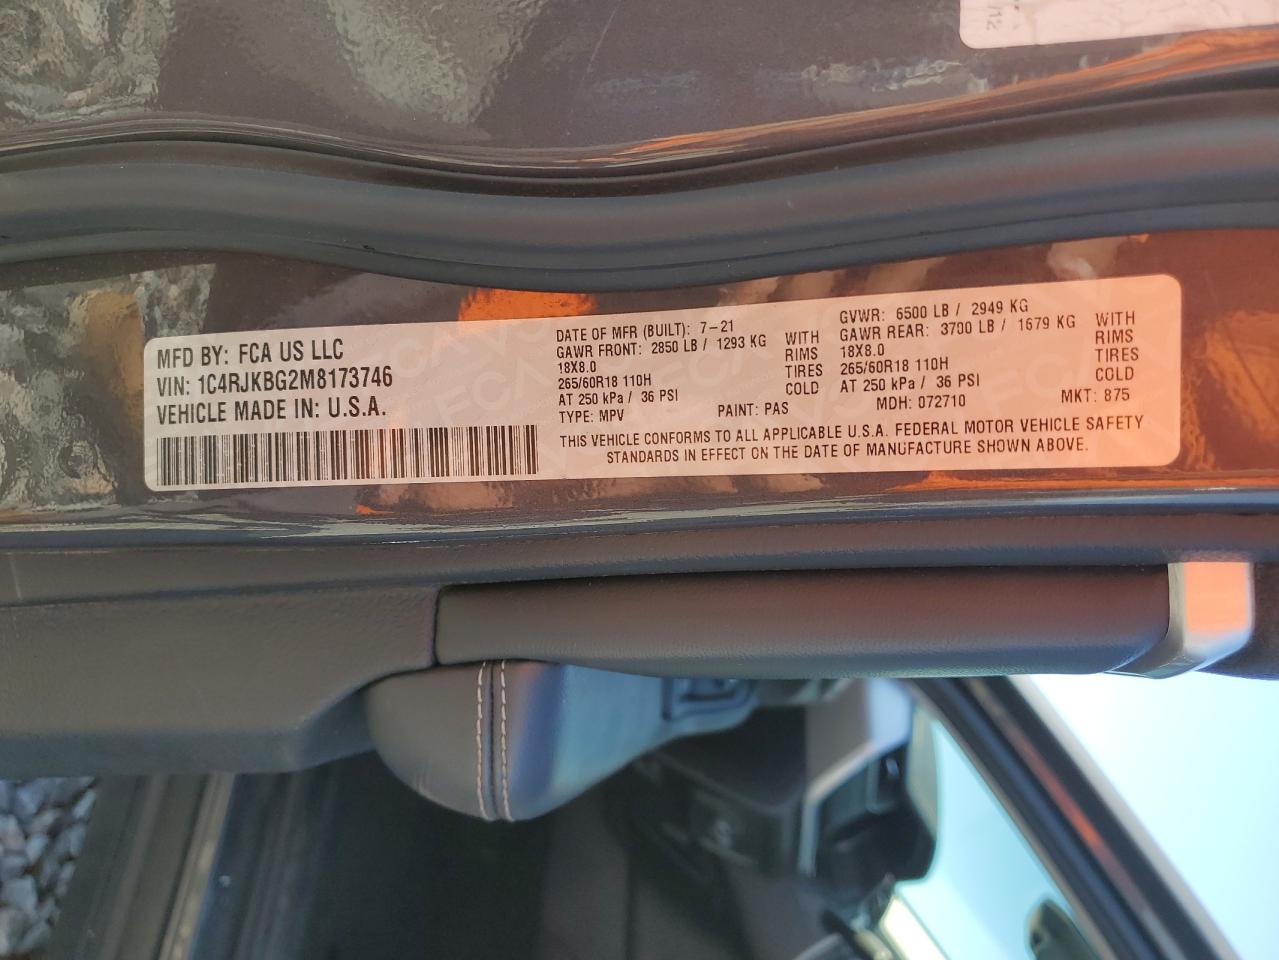 /12
MFD BY: FCA US LLC
VIN: 1C4RJKBG2M8173746
VEHICLE MADE IN: U.S.A.
DATE OF MFR (BUILT): 7-21
GAWR FRONT: 2850 LB / 1293 KG WITH
18X8.0 RIMS
265/60R18 110H TIRES
AT 250 kPa / 36 PSI COLD
TYPE: MPV PAINT: PAS
GVWR: 6500 LB / 2949 KG
GAWR REAR: 3700 LB / 1679 KG WITH
18X8.0 RIMS
265/60R18 110H TIRES
AT 250 kPa / 36 PSI COLD
MDH: 072710 MKT: 875
THIS VEHICLE CONFORMS TO ALL APPLICABLE U.S.A. FEDERAL MOTOR VEHICLE SAFETY
STANDARDS IN EFFECT ON THE DATE OF MANUFACTURE SHOWN ABOVE.